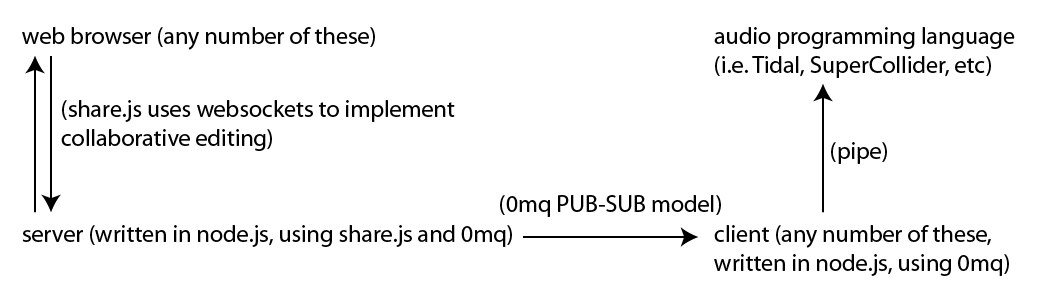 web browser (any number of these)
(share.js uses websockets to implement
collaborative editing)
server (written in node.js, using share.js and 0mq)
(0mq PUB-SUB model)
client (any number of these,
written in node.js, using 0mq)
(pipe)
audio programming language
(i.e. Tidal, SuperCollider, etc)